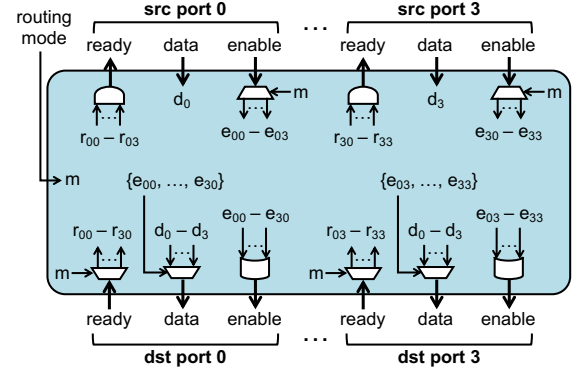 src port 0 ... src port 3
routing mode
ready data enable ready data enable
d₀ m d₃ m
r₀₀ – r₀₃ e₀₀ – e₀₃ r₃₀ – r₃₃ e₃₀ – e₃₃
m {e₀₀, …, e₃₀} {e₀₃, …, e₃₃}
e₀₀ – e₃₀ e₀₃ – e₃₃
r₀₀ – r₃₀ d₀ – d₃ r₀₃ – r₃₃ d₀ – d₃
m m
ready data enable ready data enable
dst port 0 ... dst port 3